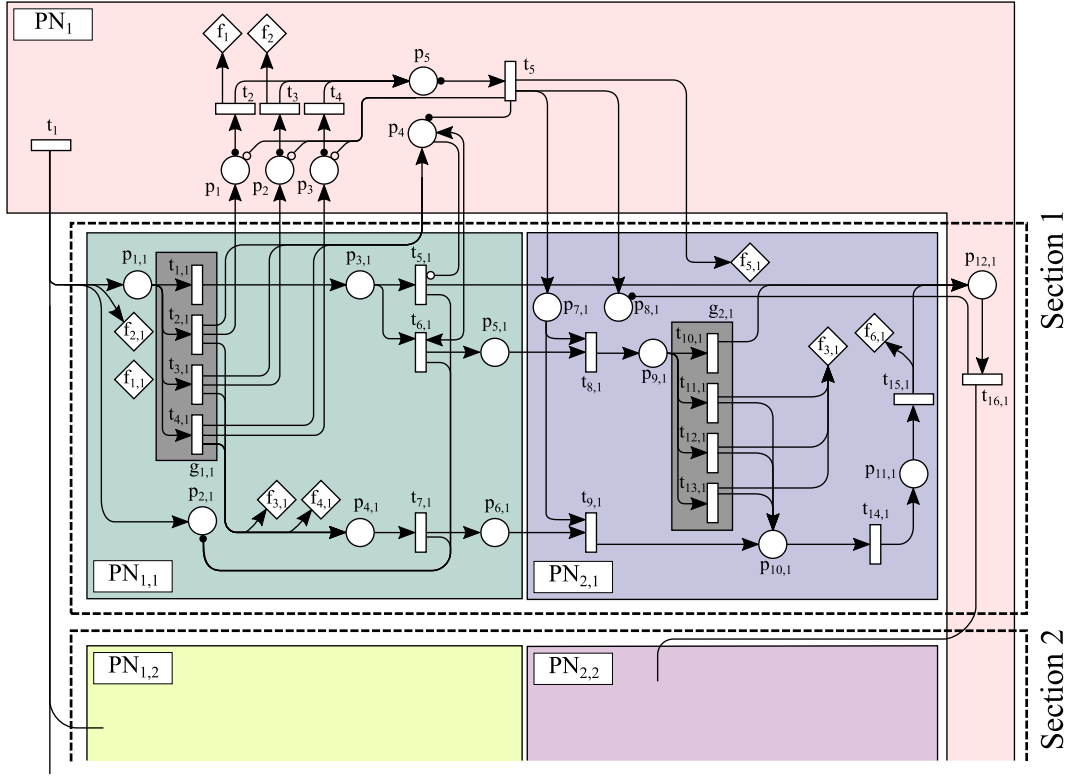 PN1
f1
f2
p5
t5
t2
t3
t4
p4
t1
p1
p2
p3
Section 1
p1,1
t1,1
p3,1
t5,1
f5,1
p12,1
t2,1
f2,1
t6,1
p5,1
p7,1
p8,1
g2,1
t10,1
f3,1
f6,1
t3,1
f1,1
t8,1
p9,1
t11,1
t15,1
t16,1
t4,1
g1,1
t12,1
p11,1
p2,1
f3,1
f4,1
p4,1
t7,1
p6,1
t9,1
t13,1
t14,1
p10,1
PN1,1
PN2,1
Section 2
PN1,2
PN2,2